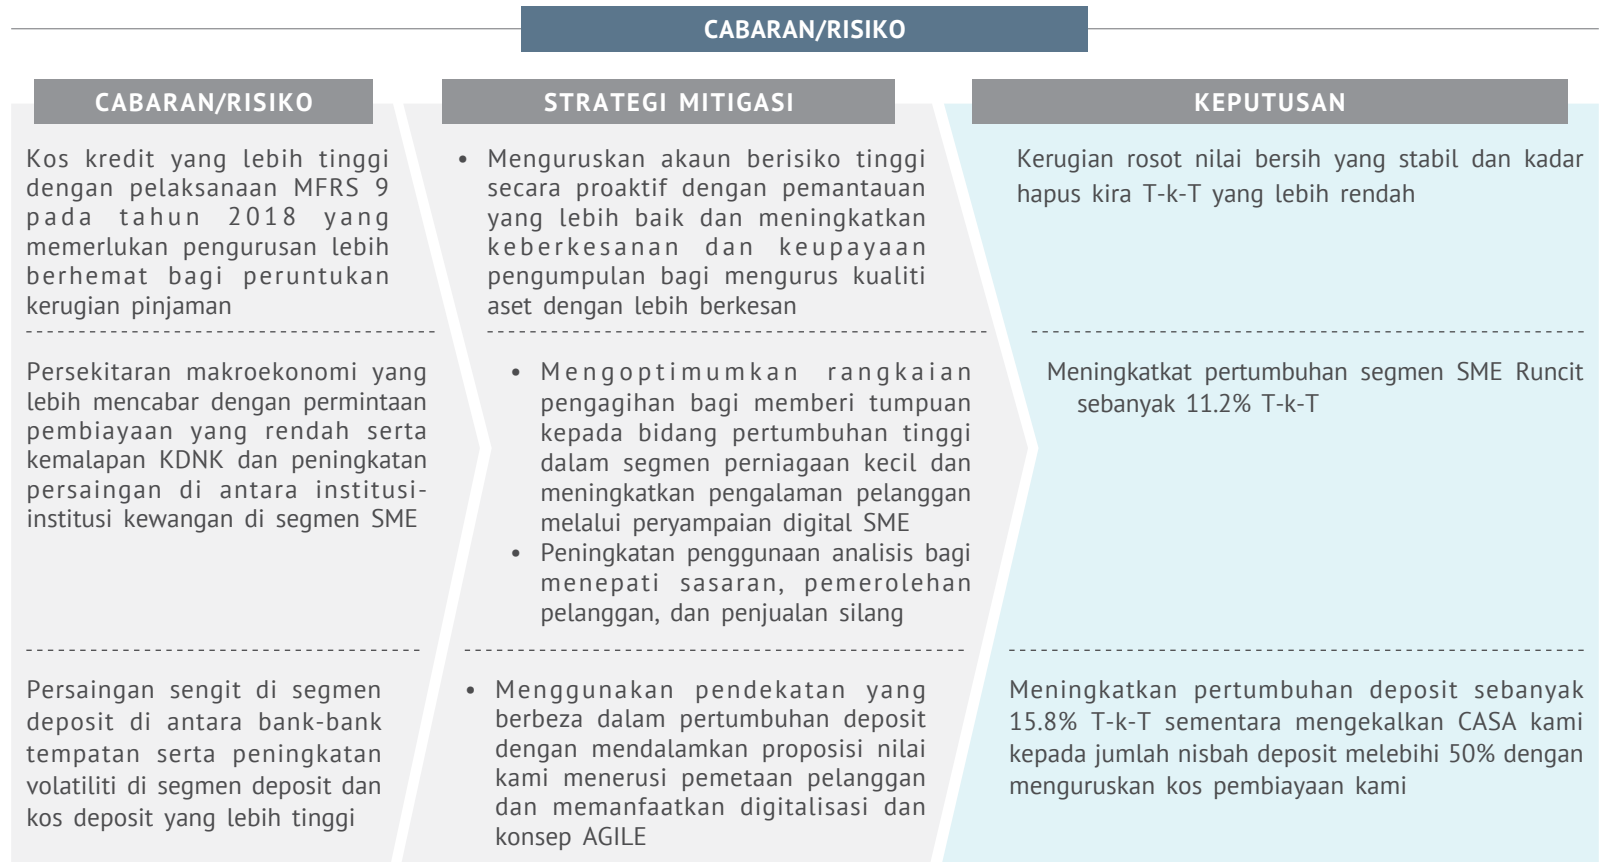 CABARAN/RISIKO
CABARAN/RISIKO
STRATEGI MITIGASI
KEPUTUSAN
Kos kredit yang lebih tinggi
dengan pelaksanaan MFRS 9
pada tahun 2018 yang
memerlukan pengurusan lebih
berhemat bagi peruntukan
kerugian pinjaman
• Menguruskan akaun berisiko tinggi
secara proaktif dengan pemantauan
yang lebih baik dan meningkatkan
keberkesanan dan keupayaan
pengumpulan bagi mengurus kualiti
aset dengan lebih berkesan
Kerugian rosot nilai bersih yang stabil dan kadar
hapus kira T-k-T yang lebih rendah
Persekitaran makroekonomi yang
lebih mencabar dengan permintaan
pembiayaan yang rendah serta
kemalapan KDNK dan peningkatan
persaingan di antara institusi-
institusi kewangan di segmen SME
• Mengoptimumkan rangkaian
pengagihan bagi memberi tumpuan
kepada bidang pertumbuhan tinggi
dalam segmen perniagaan kecil dan
meningkatkan pengalaman pelanggan
melalui peryampaian digital SME
• Peningkatan penggunaan analisis bagi
menepati sasaran, pemerolehan
pelanggan, dan penjualan silang
Meningkatkat pertumbuhan segmen SME Runcit
sebanyak 11.2% T-k-T
Persaingan sengit di segmen
deposit di antara bank-bank
tempatan serta peningkatan
volatiliti di segmen deposit dan
kos deposit yang lebih tinggi
• Menggunakan pendekatan yang
berbeza dalam pertumbuhan deposit
dengan mendalamkan proposisi nilai
kami menerusi pemetaan pelanggan
dan memanfaatkan digitalisasi dan
konsep AGILE
Meningkatkan pertumbuhan deposit sebanyak
15.8% T-k-T sementara mengekalkan CASA kami
kepada jumlah nisbah deposit melebihi 50% dengan
menguruskan kos pembiayaan kami